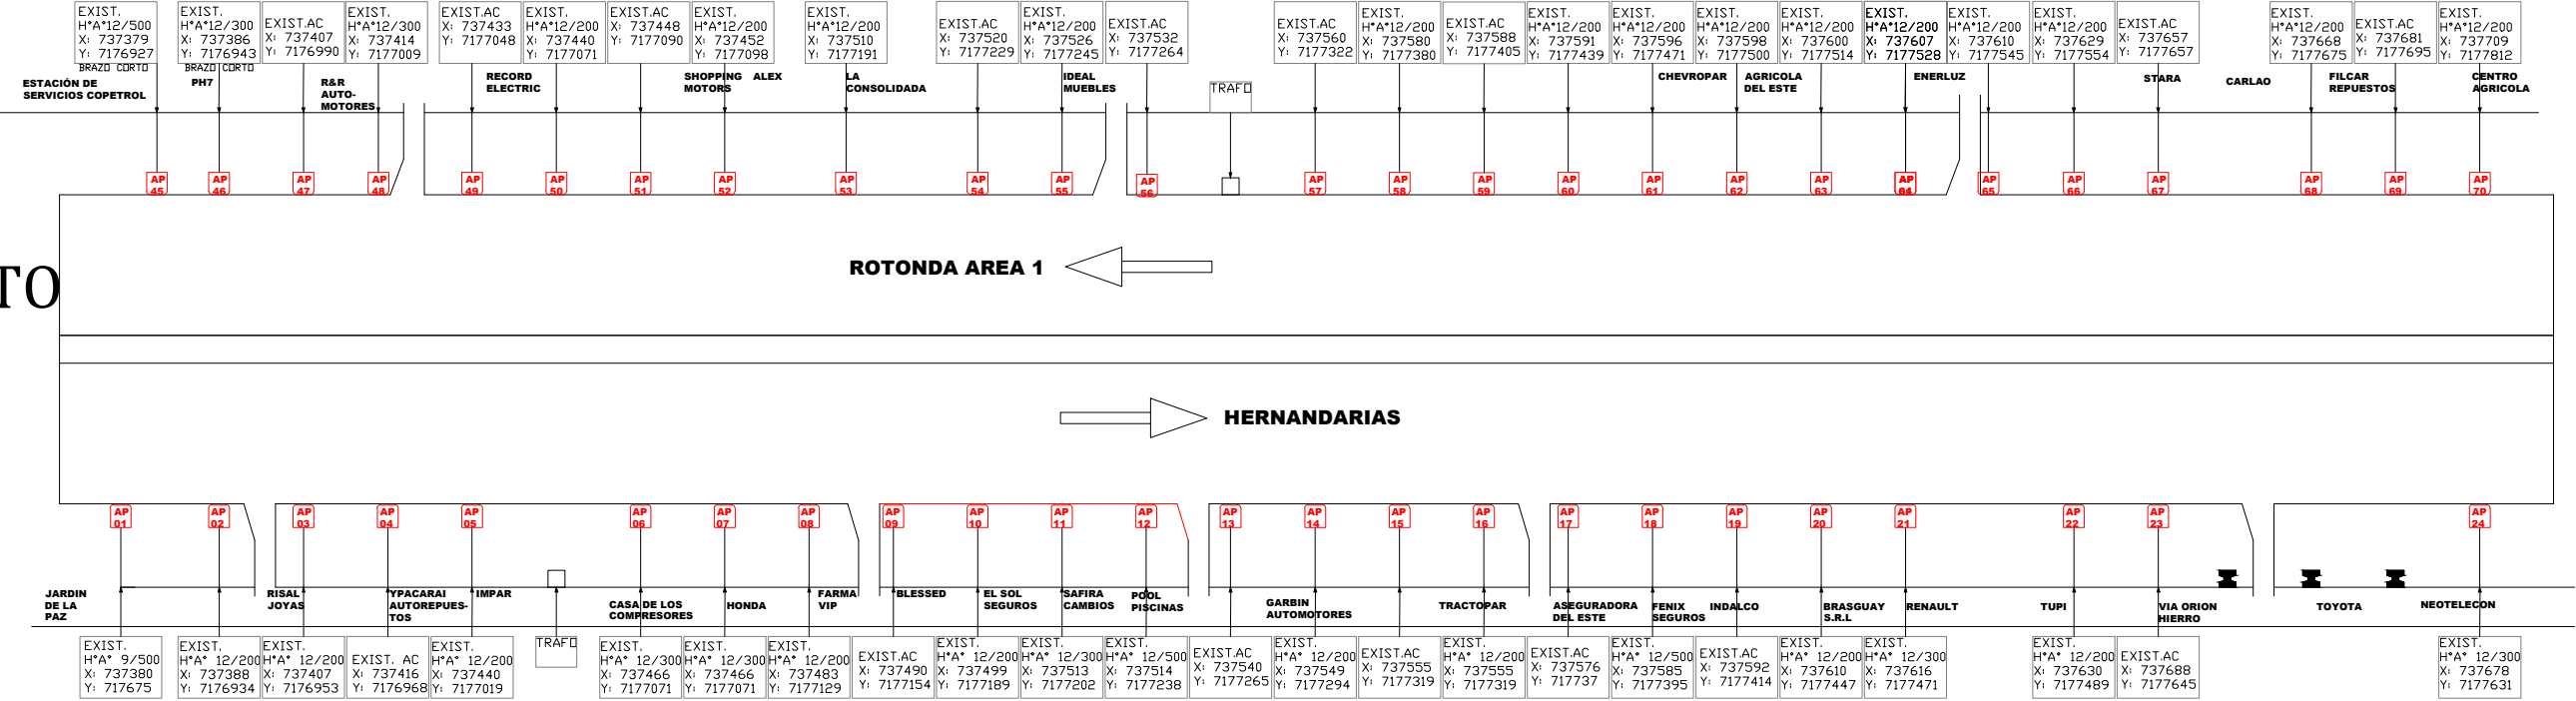 EXIST.
H°A°12/500
X: 737379
Y: 7176927
BRAZO CORTO
EXIST.
H°A°12/300
X: 737386
Y: 7176943
BRAZO CORTO
EXIST.AC
X: 737407
Y: 7176990
EXIST.
H°A°12/300
X: 737414
Y: 7177009
EXIST.AC
X: 737433
Y: 7177048
EXIST.
H°A°12/200
X: 737440
Y: 7177071
EXIST.AC
X: 737448
Y: 7177090
EXIST.
H°A°12/200
X: 737452
Y: 7177098
EXIST.
H°A°12/200
X: 737510
Y: 7177191
EXIST.AC
X: 737520
Y: 7177229
EXIST.
H°A°12/200
X: 737526
Y: 7177245
EXIST.AC
X: 737532
Y: 7177264
EXIST.AC
X: 737560
Y: 7177322
EXIST.
H°A°12/200
X: 737580
Y: 7177380
EXIST.AC
X: 737588
Y: 7177405
EXIST.
H°A°12/200
X: 737591
Y: 7177439
EXIST.
H°A°12/200
X: 737596
Y: 7177471
EXIST.
H°A°12/200
X: 737598
Y: 7177500
EXIST.
H°A°12/200
X: 737600
Y: 7177514
EXIST.
H°A°12/200
X: 737607
Y: 7177528
EXIST.
H°A°12/200
X: 737610
Y: 7177545
EXIST.
H°A°12/200
X: 737629
Y: 7177554
EXIST.AC
X: 737657
Y: 7177657
EXIST.
H°A°12/200
X: 737668
Y: 7177675
EXIST.AC
X: 737681
Y: 7177695
EXIST.
H°A°12/200
X: 737709
Y: 7177812
ESTACIÓN DE
SERVICIOS COPETROL
PH7
R&R
AUTO-
MOTORES
RECORD
ELECTRIC
SHOPPING ALEX
MOTORS
LA
CONSOLIDADA
IDEAL
MUEBLES
TRAFO
CHEVROPAR
AGRICOLA
DEL ESTE
ENERLUZ
STARA
CARLAO
FILCAR
REPUESTOS
CENTRO
AGRICOLA
AP
45
AP
46
AP
47
AP
48
AP
49
AP
50
AP
51
AP
52
AP
53
AP
54
AP
55
AP
56
AP
57
AP
58
AP
59
AP
60
AP
61
AP
62
AP
63
AP
64
AP
65
AP
66
AP
67
AP
68
AP
69
AP
70
ROTONDA AREA 1
TO
HERNANDARIAS
AP
01
AP
02
AP
03
AP
04
AP
05
AP
06
AP
07
AP
08
AP
09
AP
10
AP
11
AP
12
AP
13
AP
14
AP
15
AP
16
AP
17
AP
18
AP
19
AP
20
AP
21
AP
22
AP
23
AP
24
JARDIN
DE LA
PAZ
RISAL
JOYAS
YPACARAI
AUTOREPUES-
TOS
IMPAR
CASA DE LOS
COMPRESORES
HONDA
FARMA
VIP
BLESSED
EL SOL
SEGUROS
SAFIRA
CAMBIOS
POOL
PISCINAS
GARBIN
AUTOMOTORES
TRACTOPAR
ASEGURADORA
DEL ESTE
FENIX
SEGUROS
INDALCO
BRASGUAY
S.R.L
RENAULT
TUPI
VIA ORION
HIERRO
TOYOTA
NEOTELECON
EXIST.
H°A° 9/500
X: 737380
Y: 717675
EXIST.
H°A° 12/200
X: 737388
Y: 7176934
EXIST.
H°A° 12/200
X: 737407
Y: 7176953
EXIST. AC
X: 737416
Y: 7176968
EXIST.
H°A° 12/200
X: 737440
Y: 7177019
TRAFO
EXIST.
H°A° 12/300
X: 737466
Y: 7177071
EXIST.
H°A° 12/300
X: 737466
Y: 7177071
EXIST.
H°A° 12/200
X: 737483
Y: 7177129
EXIST.AC
X: 737490
Y: 7177154
EXIST.
H°A° 12/200
X: 737499
Y: 7177189
EXIST.
H°A° 12/300
X: 737513
Y: 7177202
EXIST.
H°A° 12/500
X: 737514
Y: 7177238
EXIST.AC
X: 737540
Y: 7177265
EXIST.
H°A° 12/200
X: 737549
Y: 7177294
EXIST.AC
X: 737555
Y: 7177319
EXIST.
H°A° 12/200
X: 737555
Y: 7177319
EXIST.AC
X: 737576
Y: 717737
EXIST.
H°A° 12/500
X: 737585
Y: 7177395
EXIST.AC
X: 737592
Y: 7177414
EXIST.
H°A° 12/200
X: 737610
Y: 7177447
EXIST.
H°A° 12/300
X: 737616
Y: 7177471
EXIST.
H°A° 12/200
X: 737630
Y: 7177489
EXIST.AC
X: 737688
Y: 7177645
EXIST.
H°A° 12/300
X: 737678
Y: 7177631